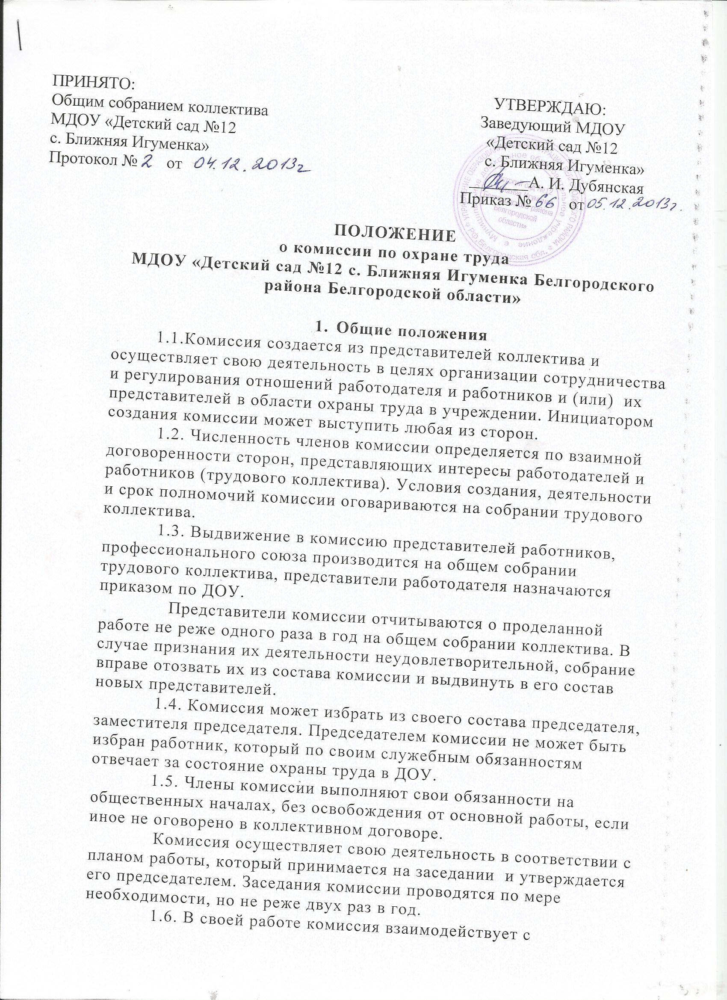 ПРИНЯТО:
Общим собранием коллектива
МДОУ «Детский сад №12
с. Ближняя Игуменка»
Протокол № 2 от 04.12.2013г
УТВЕРЖДАЮ:
Заведующий МДОУ
«Детский сад №12
с. Ближняя Игуменка»
А. И. Дубянская
Приказ № 66 от 05.12.2013г.
ПОЛОЖЕНИЕ
о комиссии по охране труда
МДОУ «Детский сад №12 с. Ближняя Игуменка Белгородского
района Белгородской области»
1. Общие положения
1.1.Комиссия создается из представителей коллектива и
осуществляет свою деятельность в целях организации сотрудничества
и регулирования отношений работодателя и работников и (или) их
представителей в области охраны труда в учреждении. Инициатором
создания комиссии может выступить любая из сторон.
1.2. Численность членов комиссии определяется по взаимной
договоренности сторон, представляющих интересы работодателей и
работников (трудового коллектива). Условия создания, деятельности
и срок полномочий комиссии оговариваются на собрании трудового
коллектива.
1.3. Выдвижение в комиссию представителей работников,
профессионального союза производится на общем собрании
трудового коллектива, представители работодателя назначаются
приказом по ДОУ.
Представители комиссии отчитываются о проделанной
работе не реже одного раза в год на общем собрании коллектива. В
случае признания их деятельности неудовлетворительной, собрание
вправе отозвать их из состава комиссии и выдвинуть в его состав
новых представителей.
1.4. Комиссия может избрать из своего состава председателя,
заместителя председателя. Председателем комиссии не может быть
избран работник, который по своим служебным обязанностям
отвечает за состояние охраны труда в ДОУ.
1.5. Члены комиссии выполняют свои обязанности на
общественных началах, без освобождения от основной работы, если
иное не оговорено в коллективном договоре.
Комиссия осуществляет свою деятельность в соответствии с
планом работы, который принимается на заседании и утверждается
его председателем. Заседания комиссии проводятся по мере
необходимости, но не реже двух раз в год.
1.6. В своей работе комиссия взаимодействует с